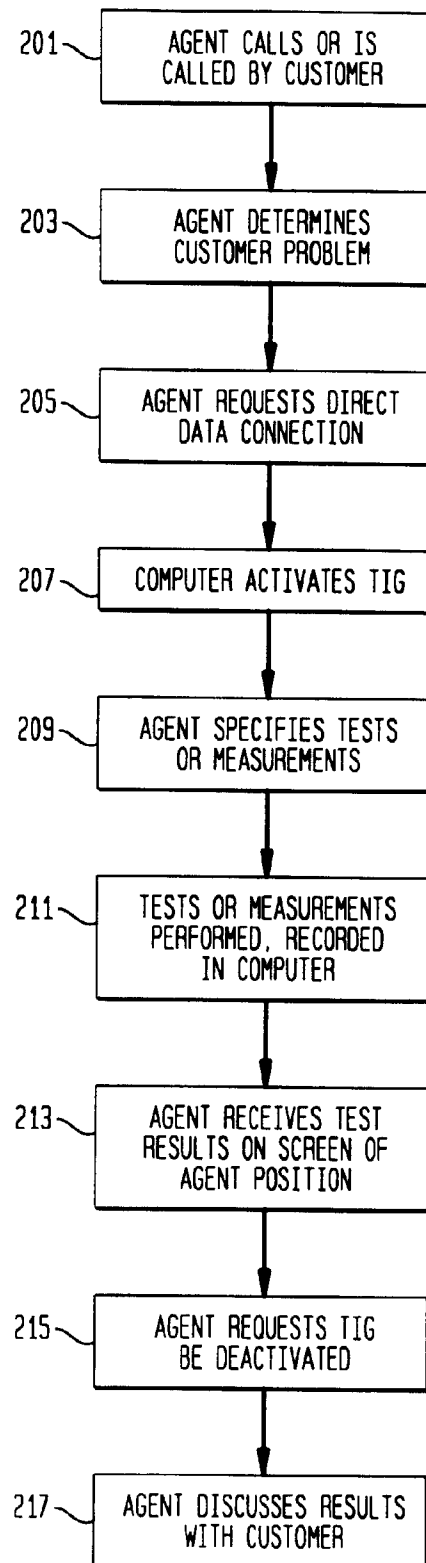 201
AGENT CALLS OR IS
CALLED BY CUSTOMER
203
AGENT DETERMINES
CUSTOMER PROBLEM
205
AGENT REQUESTS DIRECT
DATA CONNECTION
207
COMPUTER ACTIVATES TIG
209
AGENT SPECIFIES TESTS
OR MEASUREMENTS
211
TESTS OR MEASUREMENTS
PERFORMED, RECORDED
IN COMPUTER
213
AGENT RECEIVES TEST
RESULTS ON SCREEN OF
AGENT POSITION
215
AGENT REQUESTS TIG
BE DEACTIVATED
217
AGENT DISCUSSES RESULTS
WITH CUSTOMER